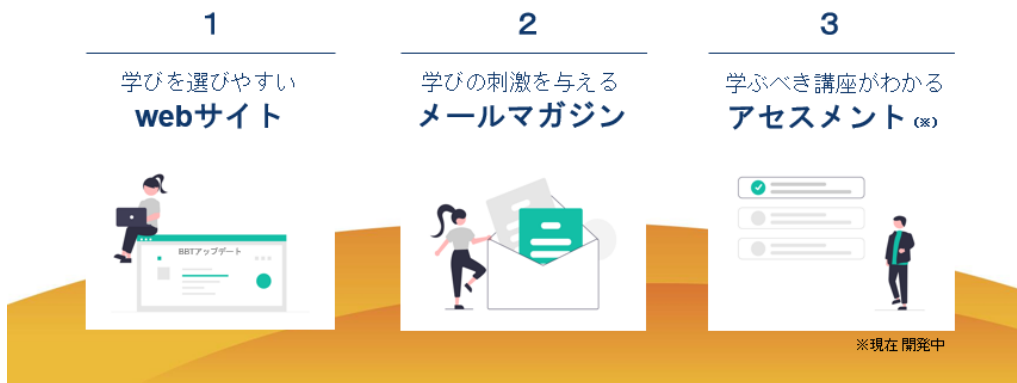 1
学びを選びやすい
webサイト
BBTアップデート
2
学びの刺激を与える
メールマガジン
3
学ぶべき講座がわかる
アセスメント(※)
※現在 開発中